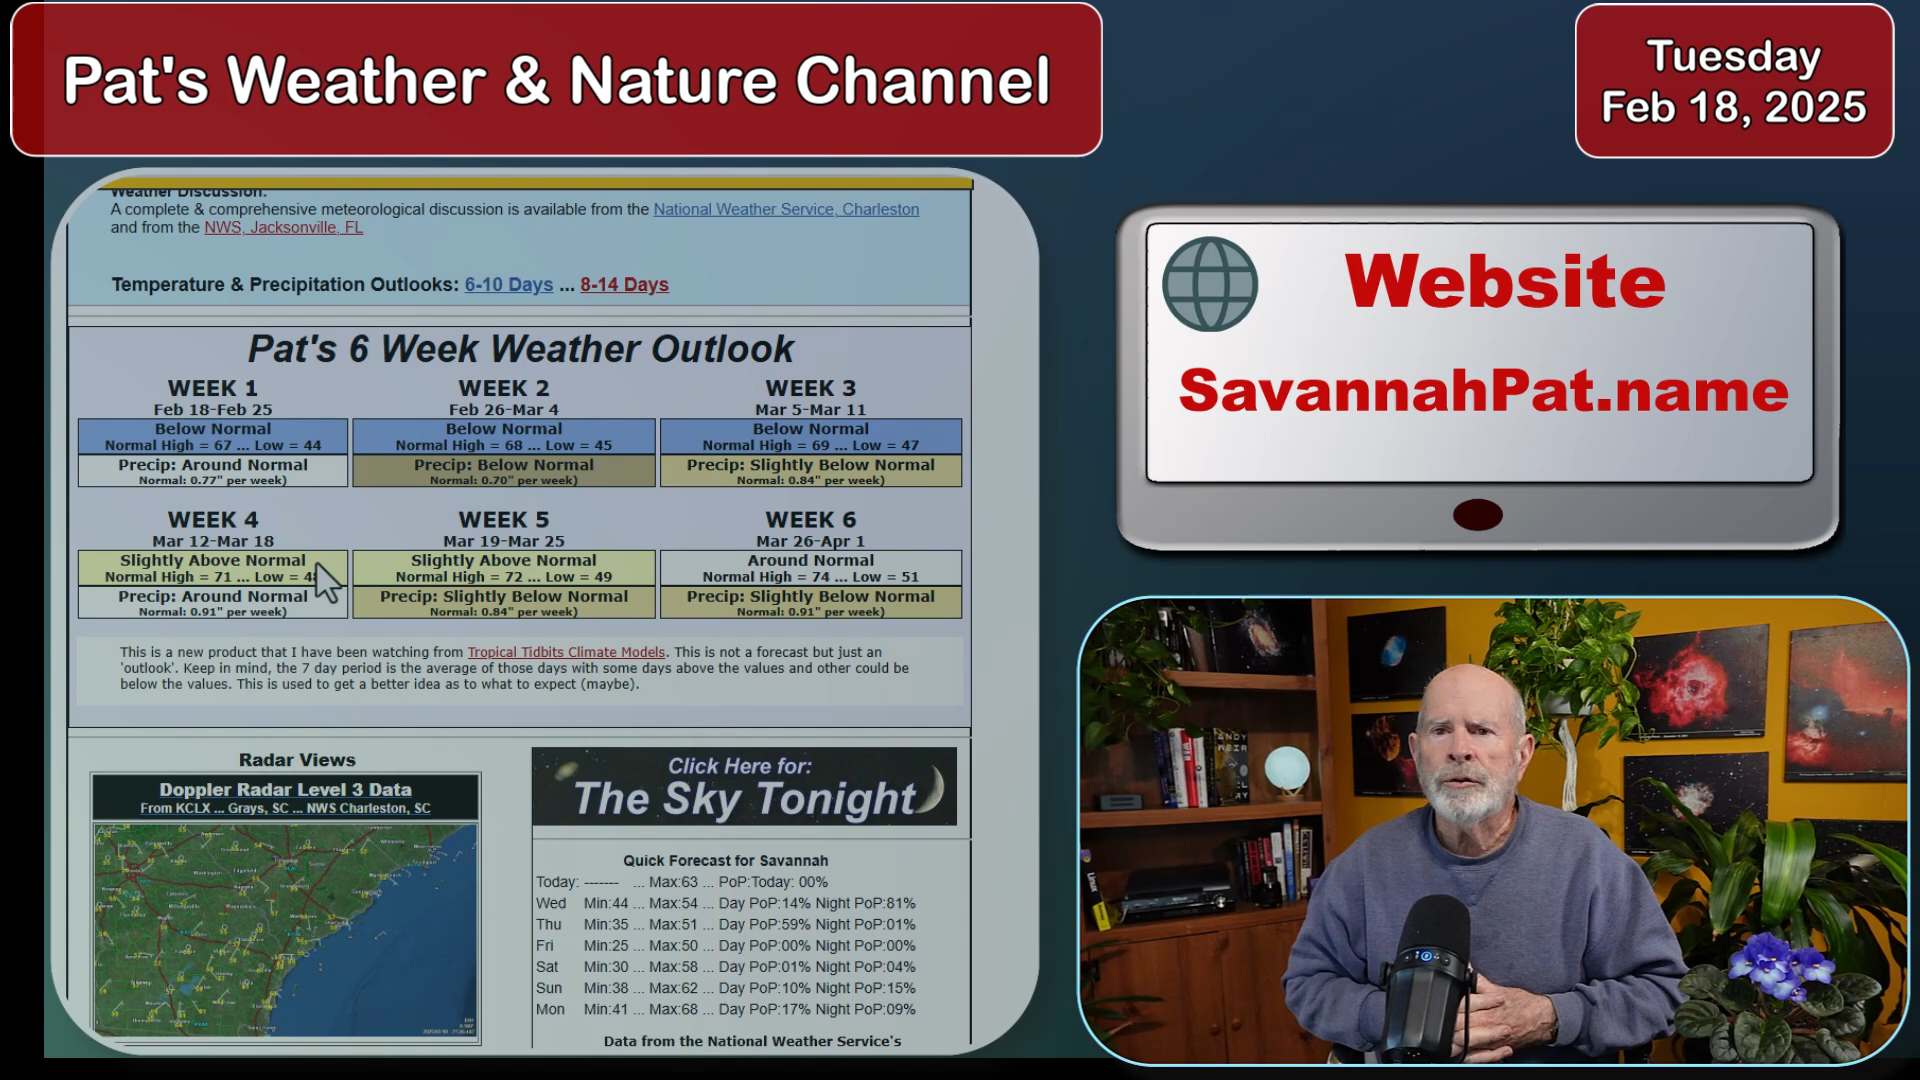 Pat's Weather & Nature Channel
Tuesday
Feb 18, 2025
Weather Discussion:
A complete & comprehensive meteorological discussion is available from the National Weather Service, Charleston
and from the NWS, Jacksonville, FL
Temperature & Precipitation Outlooks: 6-10 Days ... 8-14 Days
Pat's 6 Week Weather Outlook
WEEK 1
Feb 18-Feb 25
Below Normal
Normal High = 67 ... Low = 44
Precip: Around Normal
Normal: 0.77" per week)
WEEK 2
Feb 26-Mar 4
Below Normal
Normal High = 68 ... Low = 45
Precip: Below Normal
Normal: 0.70" per week)
WEEK 3
Mar 5-Mar 11
Below Normal
Normal High = 69 ... Low = 47
Precip: Slightly Below Normal
Normal: 0.84" per week)
WEEK 4
Mar 12-Mar 18
Slightly Above Normal
Normal High = 71 ... Low =
Precip: Around Normal
Normal: 0.91" per week)
WEEK 5
Mar 19-Mar 25
Slightly Above Normal
Normal High = 72 ... Low = 49
Precip: Slightly Below Normal
Normal: 0.84" per week)
WEEK 6
Mar 26-Apr 1
Around Normal
Normal High = 74 ... Low = 51
Precip: Slightly Below Normal
Normal: 0.91" per week)
This is a new product that I have been watching from Tropical Tidbits Climate Models. This is not a forecast but just an
'outlook'. Keep in mind, the 7 day period is the average of those days with some days above the values and other could be
below the values. This is used to get a better idea as to what to expect (maybe).
Radar Views
Doppler Radar Level 3 Data
From KCLX ... Grays, SC ... NWS Charleston, SC
Click Here for:
The Sky Tonight
Quick Forecast for Savannah
Today: ------- ... Max:63 ... PoP:Today: 00%
Wed Min:44 ... Max:54 ... Day PoP:14% Night PoP:81%
Thu Min:35 ... Max:51 ... Day PoP:59% Night PoP:01%
Fri Min:25 ... Max:50 ... Day PoP:00% Night PoP:00%
Sat Min:30 ... Max:58 ... Day PoP:01% Night PoP:04%
Sun Min:38 ... Max:62 ... Day PoP:10% Night PoP:15%
Mon Min:41 ... Max:68 ... Day PoP:17% Night PoP:09%
Data from the National Weather Service's
Website
SavannahPat.name
ANDY
WEIR
Linux